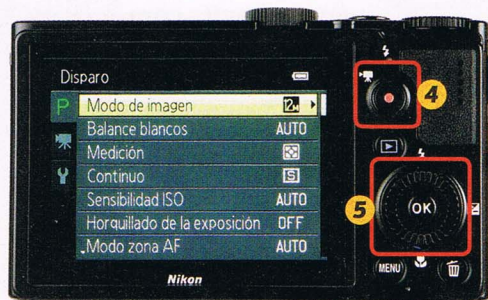 Disparo
P
Modo de imagen 12M
Balance blancos AUTO
Medición
Continuo S
Sensibilidad ISO AUTO
Horquillado de la exposición OFF
Modo zona AF AUTO
Nikon
4
5
OK
MENU